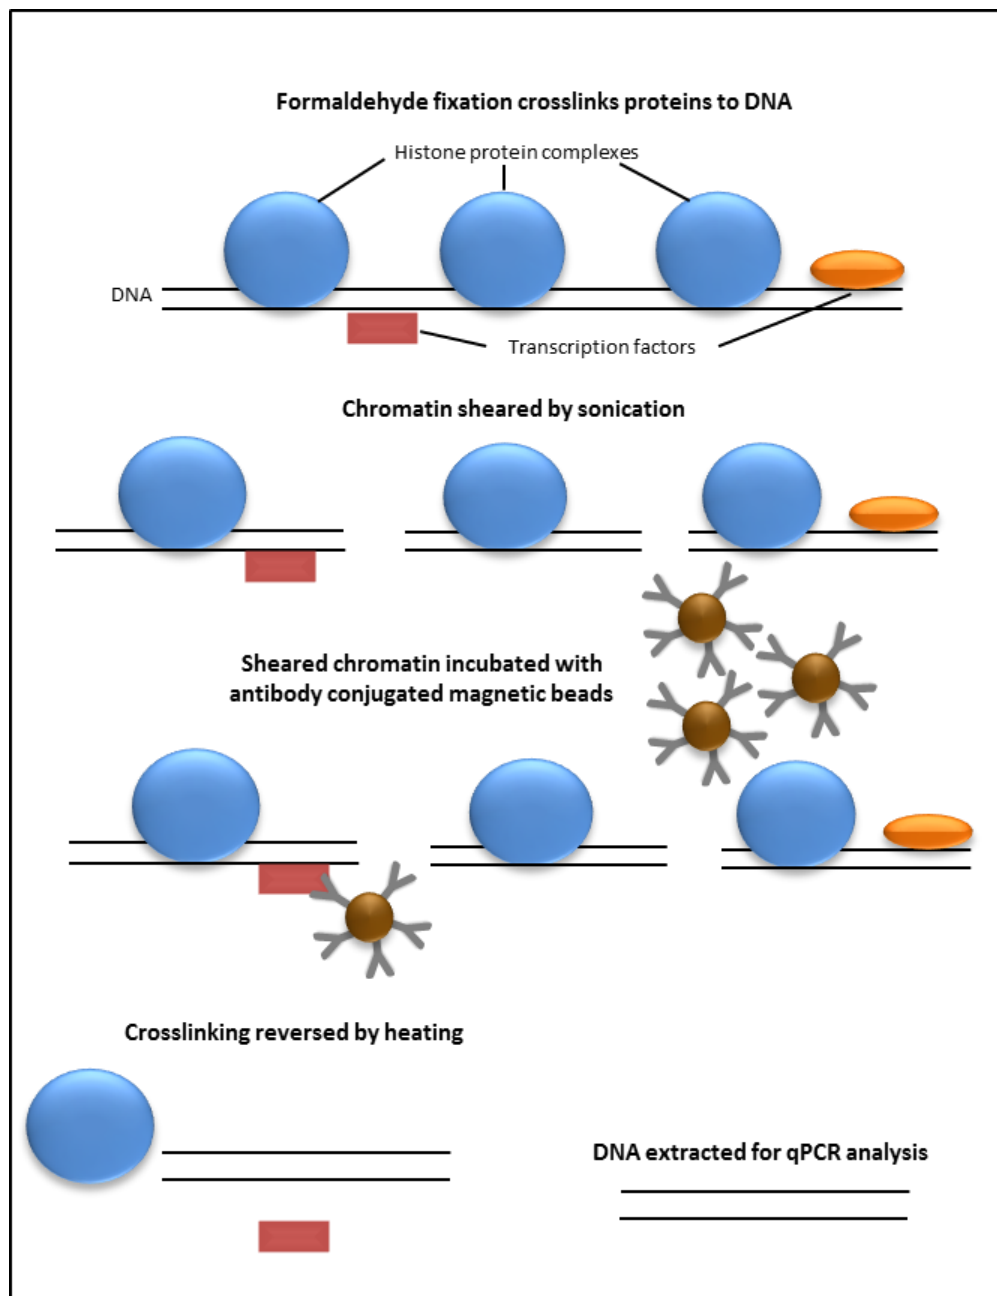 Formaldehyde fixation crosslinks proteins to DNA
Histone protein complexes
DNA
Transcription factors
Chromatin sheared by sonication
Sheared chromatin incubated with
antibody conjugated magnetic beads
Crosslinking reversed by heating
DNA extracted for qPCR analysis